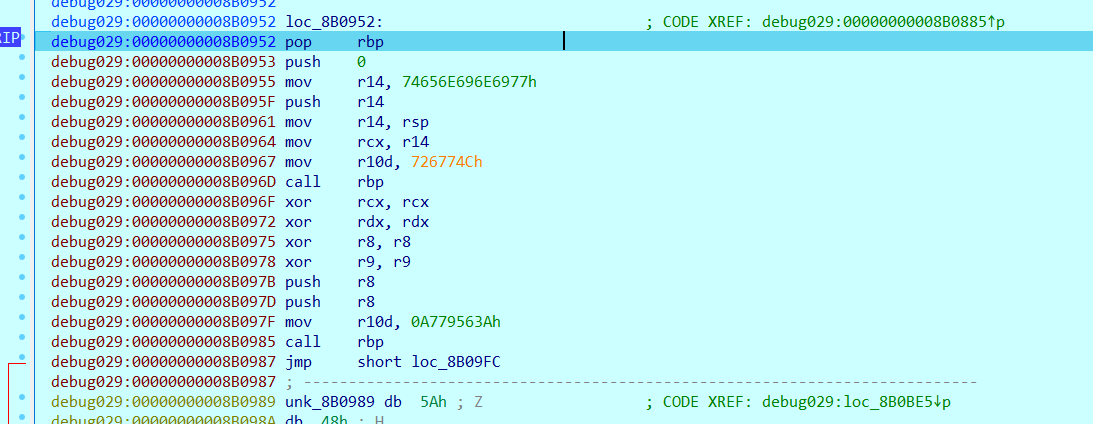 debug029:00000000008B0952
debug029:00000000008B0952 loc_8B0952: ; CODE XREF: debug029:00000000008B0885↑p
RIP debug029:00000000008B0952 pop rbp
debug029:00000000008B0953 push 0
debug029:00000000008B0955 mov r14, 74656E696E6977h
debug029:00000000008B095F push r14
debug029:00000000008B0961 mov r14, rsp
debug029:00000000008B0964 mov rcx, r14
debug029:00000000008B0967 mov r10d, 726774Ch
debug029:00000000008B096D call rbp
debug029:00000000008B096F xor rcx, rcx
debug029:00000000008B0972 xor rdx, rdx
debug029:00000000008B0975 xor r8, r8
debug029:00000000008B0978 xor r9, r9
debug029:00000000008B097B push r8
debug029:00000000008B097D push r8
debug029:00000000008B097F mov r10d, 0A779563Ah
debug029:00000000008B0985 call rbp
debug029:00000000008B0987 jmp short loc_8B09FC
debug029:00000000008B0987 ; ---------------------------------------------------------------------------
debug029:00000000008B0989 unk_8B0989 db 5Ah ; Z ; CODE XREF: debug029:loc_8B0BE5↓p
debug029:00000000008B098A db 48h ; H